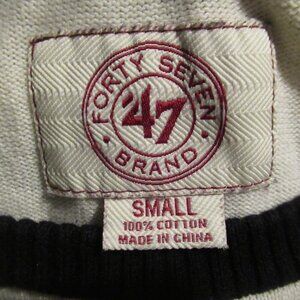 FORTY SEVEN
47
• BRAND •
SMALL
100% COTTON
MADE IN CHINA